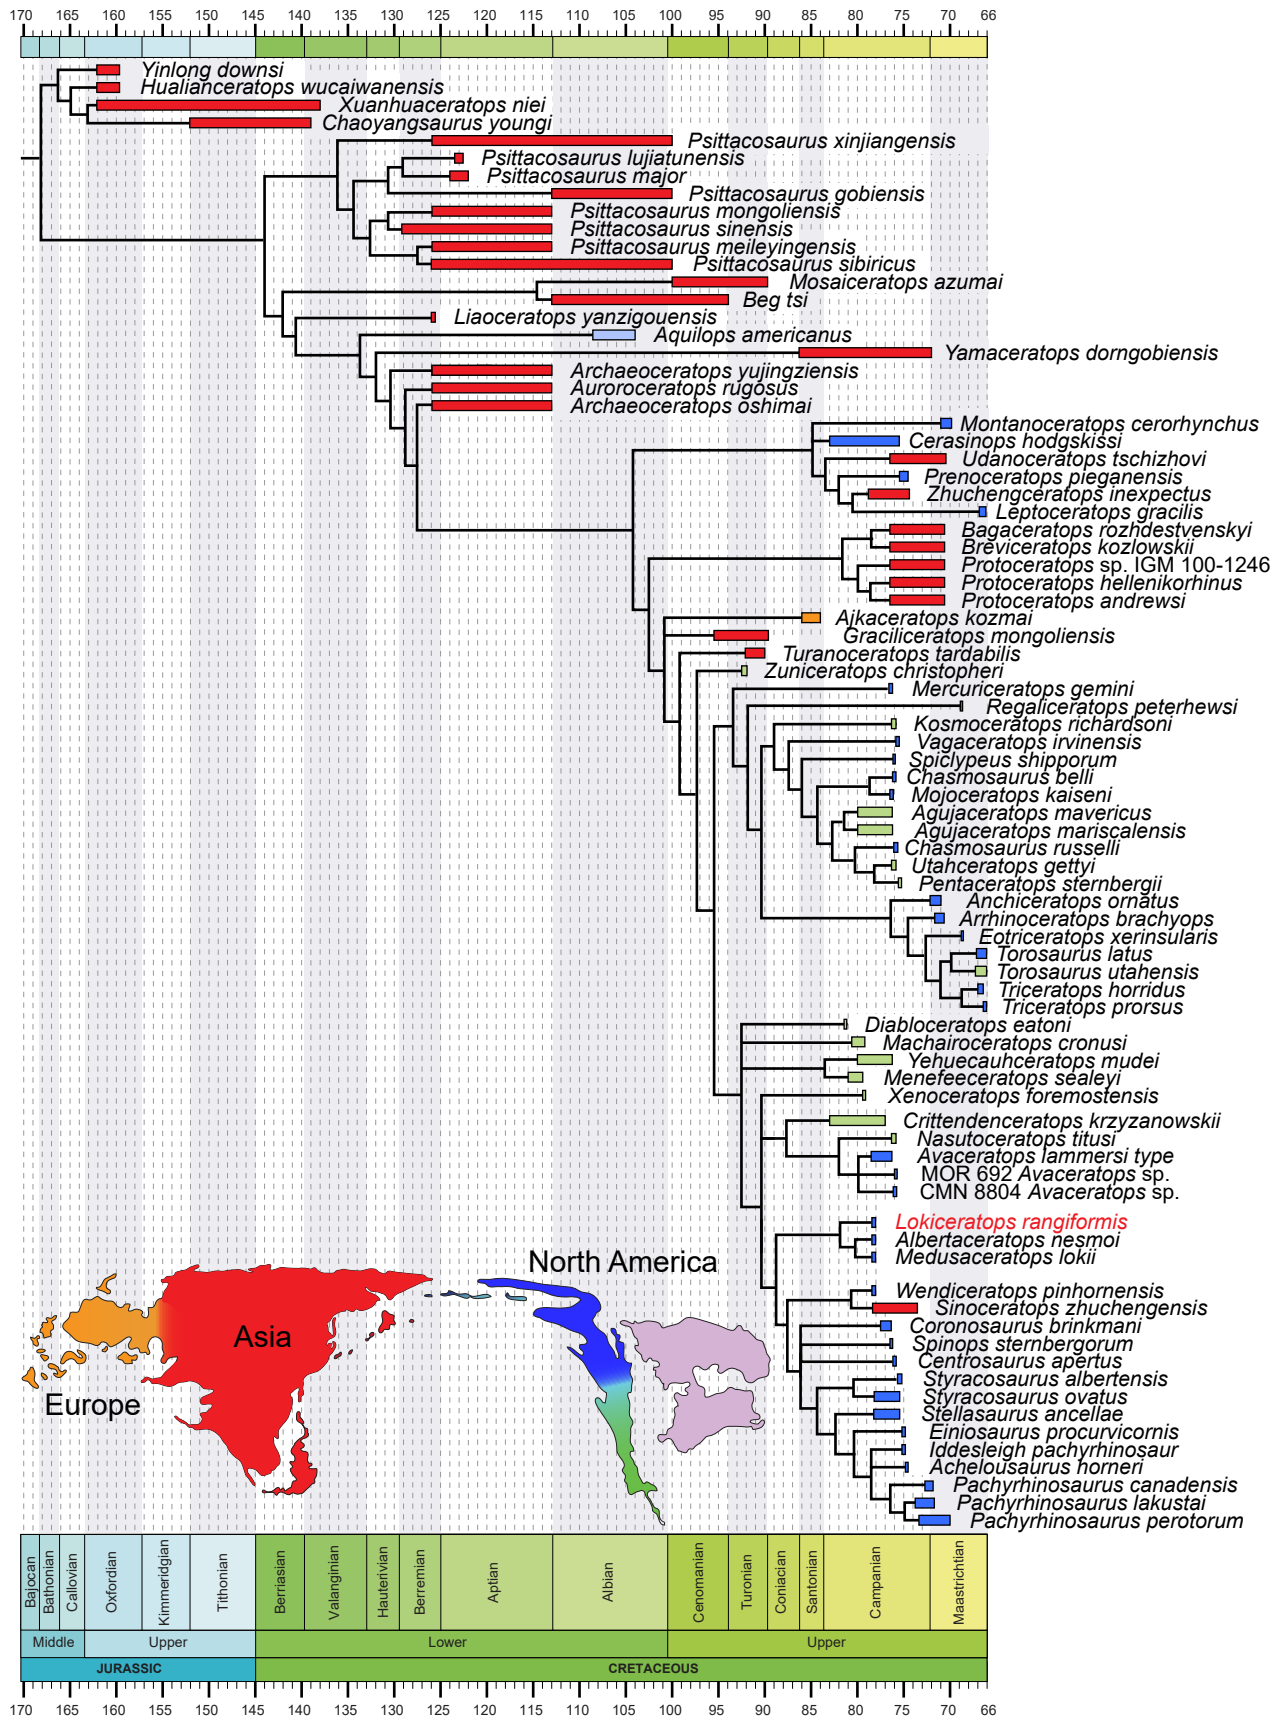 170 165 160 155 150 145 140 135 130 125 120 115 110 105 100 95 90 85 80 75 70 66
Yinlong downsi
Hualianceratops wucaiwanensis
Xuanhuaceratops niei
Chaoyangsaurus youngi
Psittacosaurus xinjiangensis
Psittacosaurus lujiatunensis
Psittacosaurus major
Psittacosaurus gobiensis
Psittacosaurus mongoliensis
Psittacosaurus sinensis
Psittacosaurus meileyingensis
Psittacosaurus sibiricus
Mosaiceratops azumai
Beg tsi
Liaoceratops yanzigouensis
Aquilops americanus
Yamaceratops dorngobiensis
Archaeoceratops yujingziensis
Auroroceratops rugosus
Archaeoceratops oshimai
Montanoceratops cerorhynchus
Cerasinops hodgskissi
Udanoceratops tschizhovi
Prenoceratops pieganensis
Zhuchengceratops inexpectus
Leptoceratops gracilis
Bagaceratops rozhdestvenskyi
Breviceratops kozlowskii
Protoceratops sp. IGM 100-1246
Protoceratops hellenikorhinus
Protoceratops andrewsi
Ajkaceratops kozmai
Graciliceratops mongoliensis
Turanoceratops tardabilis
Zuniceratops christopheri
Mercuriceratops gemini
Regaliceratops peterhewsi
Kosmoceratops richardsoni
Vagaceratops irvinensis
Spiclypeus shipporum
Chasmosaurus belli
Mojoceratops kaiseni
Agujaceratops mavericus
Agujaceratops mariscalensis
Chasmosaurus russelli
Utahceratops gettyi
Pentaceratops sternbergii
Anchiceratops ornatus
Arrhinoceratops brachyops
Eotriceratops xerinsularis
Torosaurus latus
Torosaurus utahensis
Triceratops horridus
Triceratops prorsus
Diabloceratops eatoni
Machairoceratops cronusi
Yehuecauhceratops mudei
Menefeeceratops sealeyi
Xenoceratops foremostensis
Crittendenceratops krzyzanowskii
Nasutoceratops titusi
Avaceratops lammersi type
MOR 692 Avaceratops sp.
CMN 8804 Avaceratops sp.
Lokiceratops rangiformis
Albertaceratops nesmoi
Medusaceratops lokii
Wendiceratops pinhornensis
Sinoceratops zhuchengensis
Coronosaurus brinkmani
Spinops sternbergorum
Centrosaurus apertus
Styracosaurus albertensis
Styracosaurus ovatus
Stellasaurus ancellae
Einiosaurus procurvicornis
Iddesleigh pachyrhinosaur
Achelousaurus horneri
Pachyrhinosaurus canadensis
Pachyrhinosaurus lakustai
Pachyrhinosaurus perotorum
North America
Asia
Europe
Bajocan Bathonian Callovian Oxfordian Kimmeridgian Tithonian Berriasian Valanginian Hauterivian Berremian Aptian Albian Cenomanian Turonian Coniacian Santonian Campanian Maastrichtian
Middle Upper Lower Upper
JURASSIC CRETACEOUS
170 165 160 155 150 145 140 135 130 125 120 115 110 105 100 95 90 85 80 75 70 66